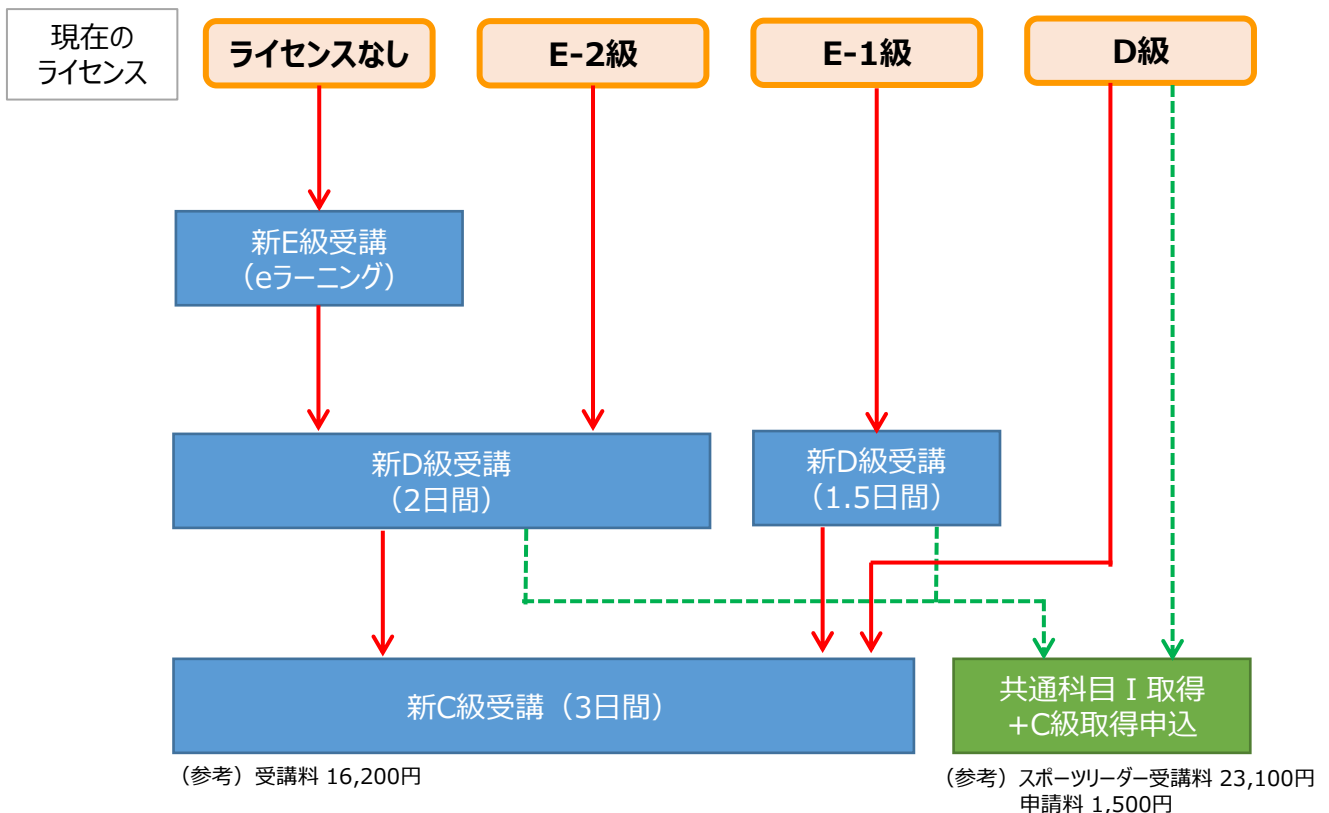 現在の
ライセンス
ライセンスなし
E-2級
E-1級
D級
新E級受講
（eラーニング）
新D級受講
（2日間）
新D級受講
（1.5日間）
新C級受講（3日間）
共通科目Ⅰ取得
+C級取得申込
（参考）受講料 16,200円
（参考）スポーツリーダー受講料 23,100円
申請料 1,500円